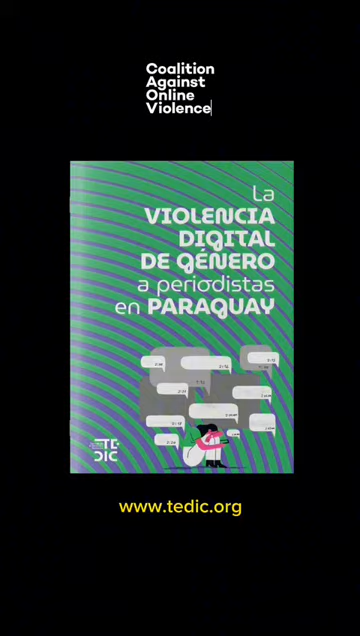 Coalition
Against
Online
Violence
La
VIOLENCIA
DIGITAL
DE GÉNERO
a periodistas
en PARAGUAY
TE
DIC
www.tedic.org